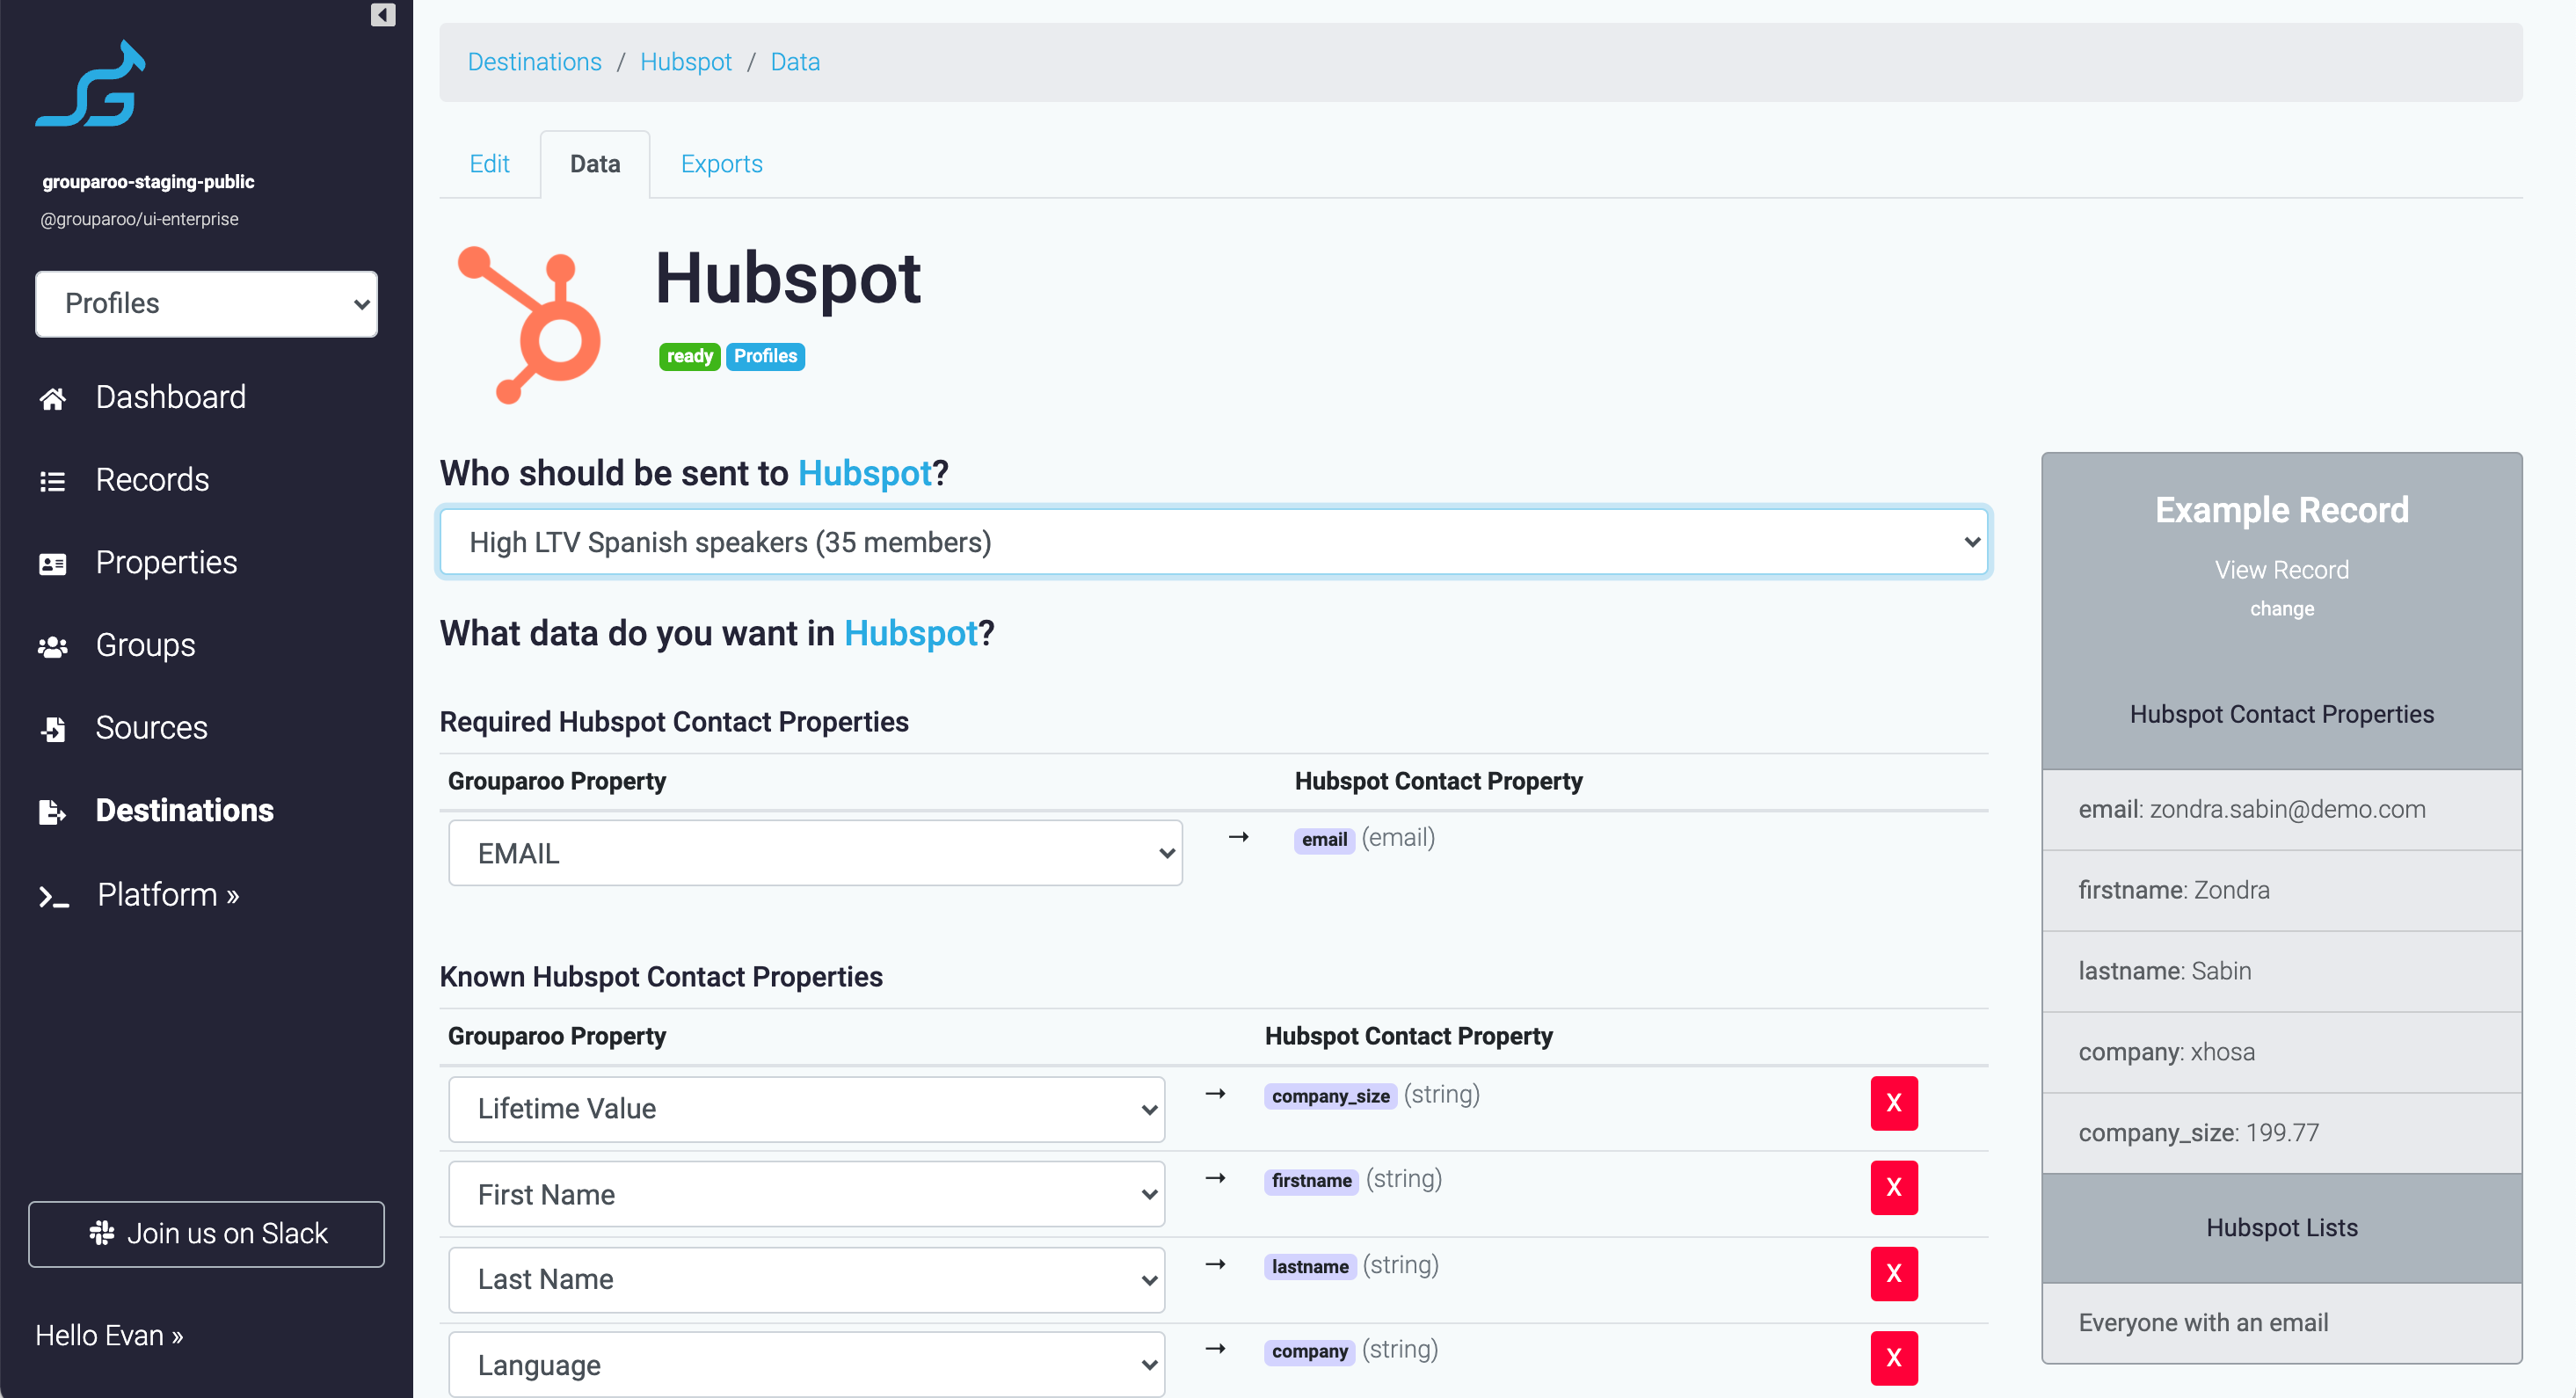 grouparoo-staging-public
@grouparoo/ui-enterprise
Profiles
Dashboard
Records
Properties
Groups
Sources
Destinations
Platform »
Join us on Slack
Hello Evan »
Destinations / Hubspot / Data
Edit Data Exports
Hubspot
ready Profiles
Who should be sent to Hubspot?
High LTV Spanish speakers (35 members)
What data do you want in Hubspot?
Required Hubspot Contact Properties
Grouparoo Property Hubspot Contact Property
EMAIL → email (email)
Known Hubspot Contact Properties
Grouparoo Property Hubspot Contact Property
Lifetime Value → company_size (string) X
First Name → firstname (string) X
Last Name → lastname (string) X
Language → company (string) X
Example Record
View Record
change
Hubspot Contact Properties
email: zondra.sabin@demo.com
firstname: Zondra
lastname: Sabin
company: xhosa
company_size: 199.77
Hubspot Lists
Everyone with an email